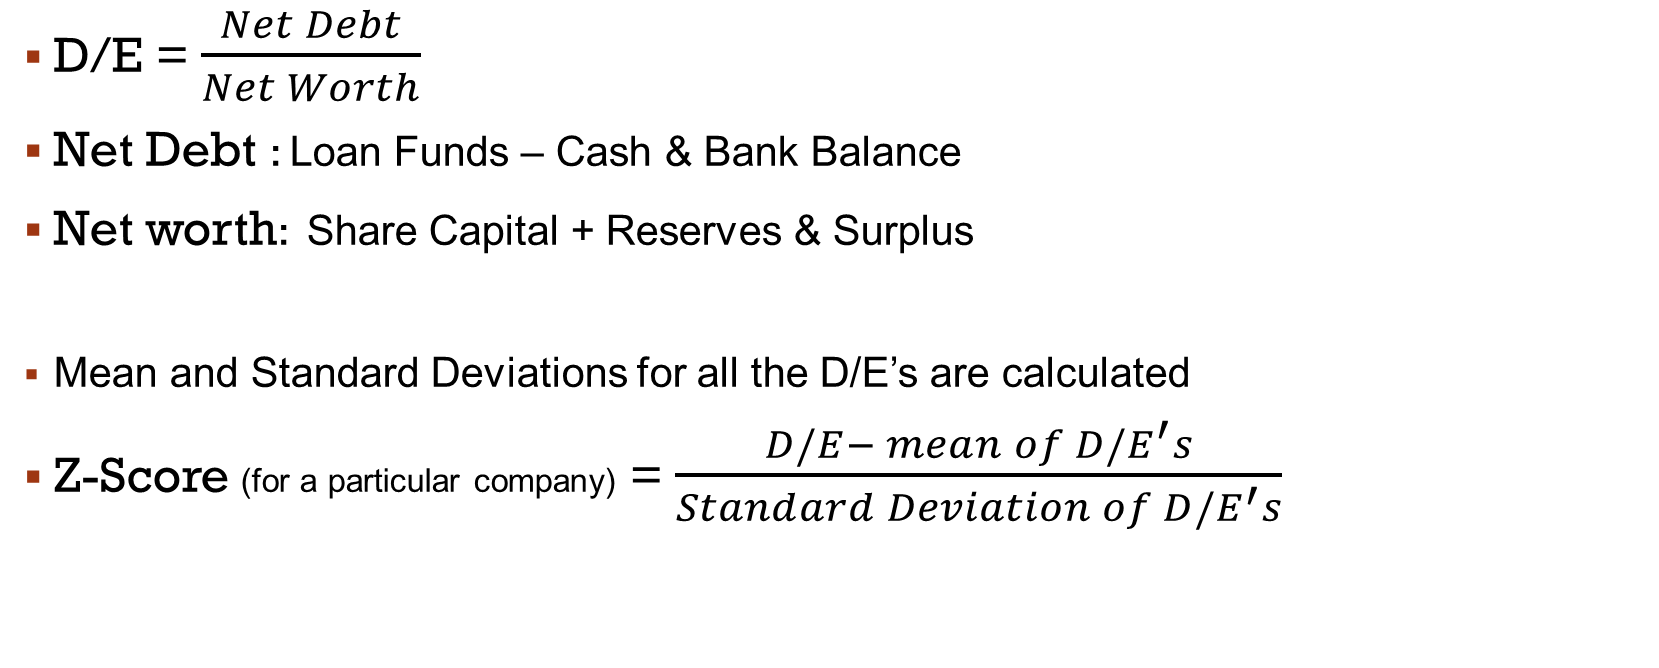 ▪ D/E = Net Debt / Net Worth
▪ Net Debt : Loan Funds – Cash & Bank Balance
▪ Net worth: Share Capital + Reserves & Surplus
▪ Mean and Standard Deviations for all the D/E’s are calculated
▪ Z-Score (for a particular company) = D/E− mean of D/E′s / Standard Deviation of D/E′s